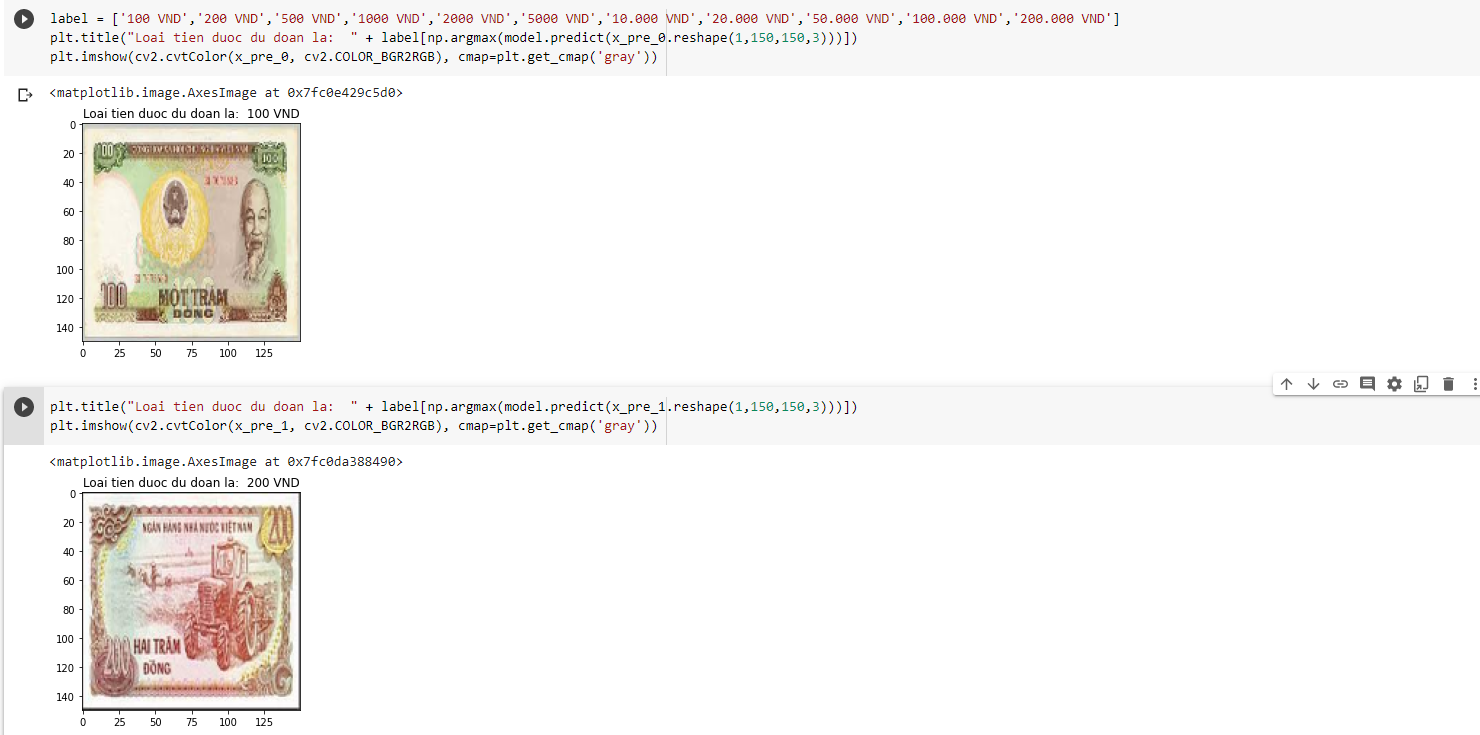 label = ['100 VND','200 VND','500 VND','1000 VND','2000 VND','5000 VND','10.000 VND','20.000 VND','50.000 VND','100.000 VND','200.000 VND']
plt.title("Loai tien duoc du doan la:  " + label[np.argmax(model.predict(x_pre_0.reshape(1,150,150,3)))])
plt.imshow(cv2.cvtColor(x_pre_0, cv2.COLOR_BGR2RGB), cmap=plt.get_cmap('gray'))
<matplotlib.image.AxesImage at 0x7fc0e429c5d0>
Loai tien duoc du doan la:  100 VND
0
20
100
40
60
80
100
120
100 MỘT TRĂM
ĐỒNG
140
0 25 50 75 100 125
plt.title("Loai tien duoc du doan la:  " + label[np.argmax(model.predict(x_pre_1.reshape(1,150,150,3)))])
plt.imshow(cv2.cvtColor(x_pre_1, cv2.COLOR_BGR2RGB), cmap=plt.get_cmap('gray'))
<matplotlib.image.AxesImage at 0x7fc0da388490>
Loai tien duoc du doan la:  200 VND
0
20
NGÂN HÀNG NHÀ NƯỚC VIỆT NAM 200
40
60
80
100
200 HAI TRĂM
120
ĐỒNG
140
0 25 50 75 100 125